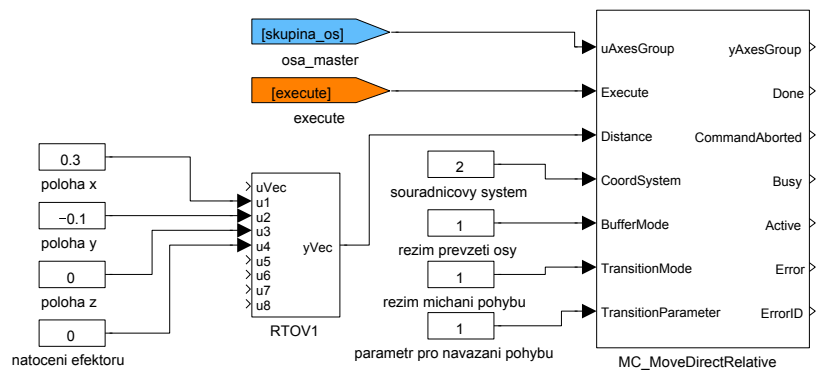 [skupina_os]
osa_master
[execute]
execute
0.3
poloha x
−0.1
poloha y
0
poloha z
0
natoceni efektoru
uVec
u1
u2
u3
u4
u5
u6
u7
u8
yVec
RTOV1
2
souradnicovy system
1
rezim prevzeti osy
1
rezim michani pohybu
1
parametr pro navazani pohybu
uAxesGroup yAxesGroup
Execute Done
Distance CommandAborted
CoordSystem Busy
BufferMode Active
TransitionMode Error
TransitionParameter ErrorID
MC_MoveDirectRelative